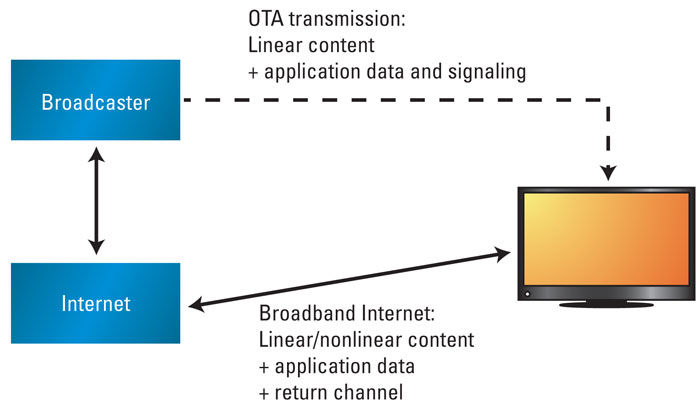 OTA transmission:
Linear content
+ application data and signaling
Broadcaster
Internet
Broadband Internet:
Linear/nonlinear content
+ application data
+ return channel